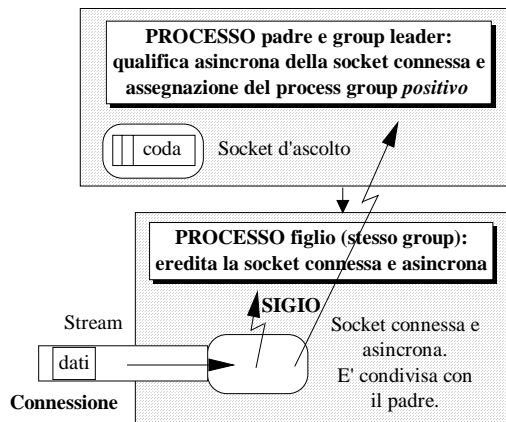 PROCESSO padre e group leader:
qualifica asincrona della socket connessa e
assegnazione del process group positivo
coda
Socket d'ascolto
PROCESSO figlio (stesso group):
eredita la socket connessa e asincrona
SIGIO
Stream
dati
Connessione
Socket connessa e
asincrona.
E' condivisa con
il padre.